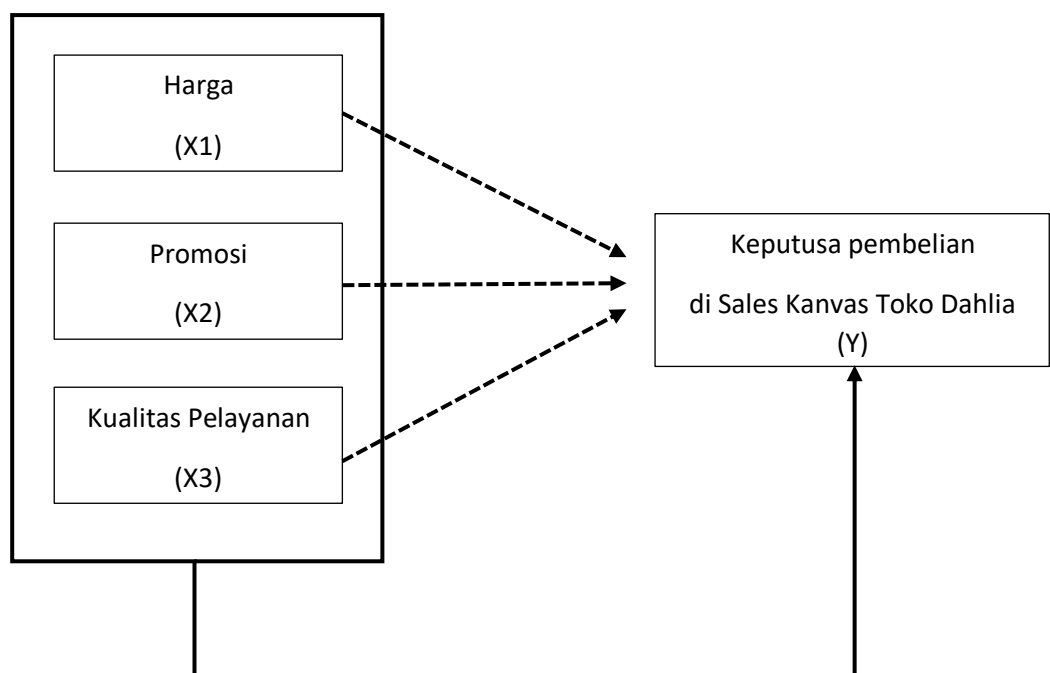 Harga
(X1)
Promosi
(X2)
Kualitas Pelayanan
(X3)
Keputusa pembelian
di Sales Kanvas Toko Dahlia
(Y)